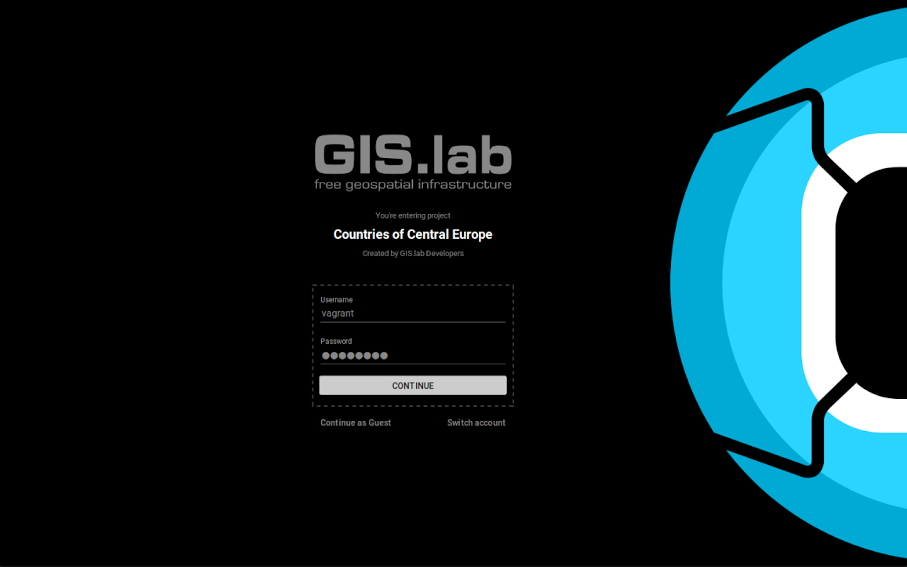 GIS.lab
free geospatial infrastructure
You're entering project
Countries of Central Europe
Created by GIS.lab Developers
Username
vagrant
Password
CONTINUE
Continue as Guest
Switch account